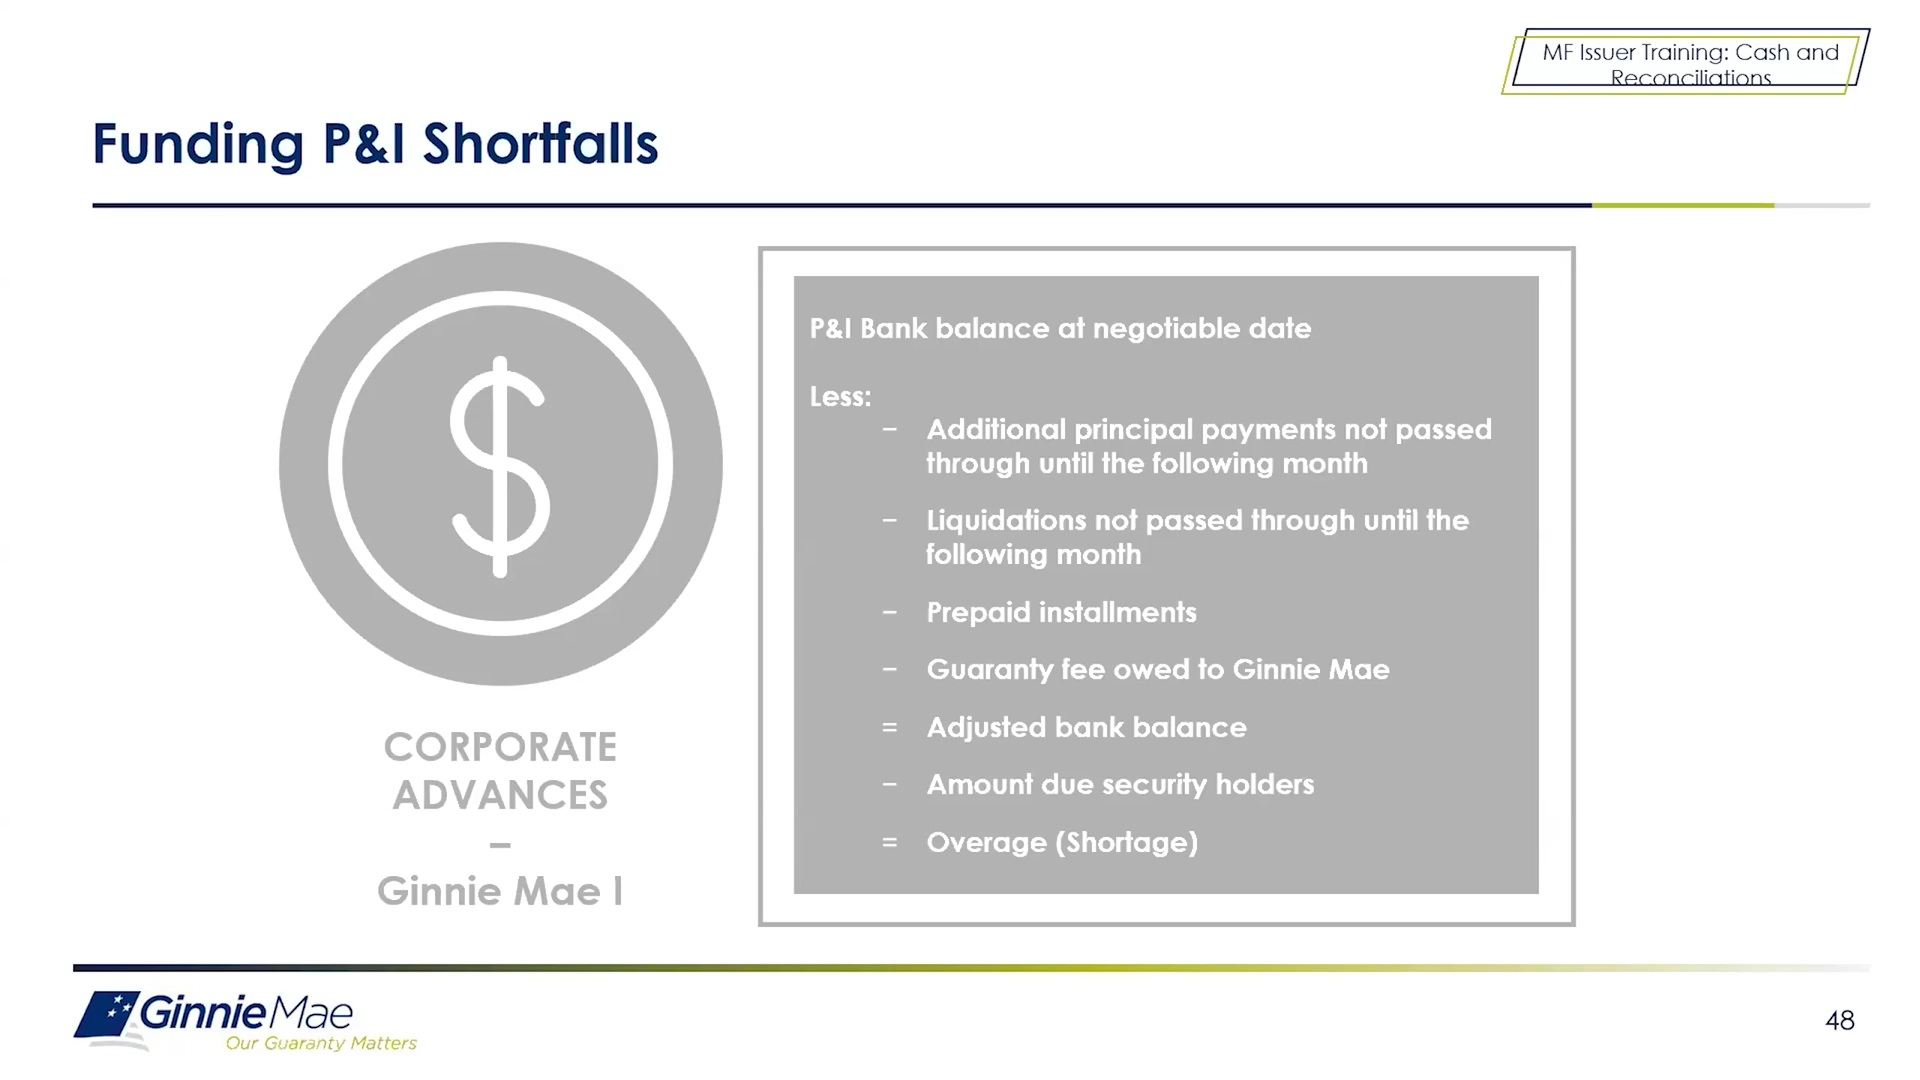 MF Issuer Training: Cash and
Reconciliations
Funding P&I Shortfalls
$
CORPORATE
ADVANCES
–
Ginnie Mae I
P&I Bank balance at negotiable date
Less:
− Additional principal payments not passed
through until the following month
− Liquidations not passed through until the
following month
− Prepaid installments
− Guaranty fee owed to Ginnie Mae
= Adjusted bank balance
− Amount due security holders
= Overage (Shortage)
GinnieMae
Our Guaranty Matters
48